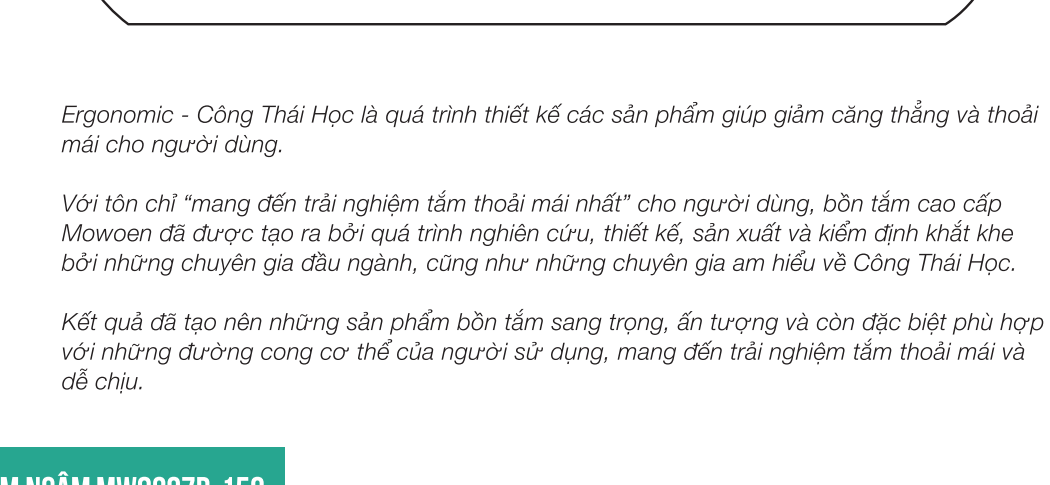 Ergonomic - Công Thái Học là quá trình thiết kế các sản phẩm giúp giảm căng thẳng và thoải
mái cho người dùng.
Với tôn chỉ “mang đến trải nghiệm tắm thoải mái nhất” cho người dùng, bồn tắm cao cấp
Mowoen đã được tạo ra bởi quá trình nghiên cứu, thiết kế, sản xuất và kiểm định khắt khe
bởi những chuyên gia đầu ngành, cũng như những chuyên gia am hiểu về Công Thái Học.
Kết quả đã tạo nên những sản phẩm bồn tắm sang trọng, ấn tượng và còn đặc biệt phù hợp
với những đường cong cơ thể của người sử dụng, mang đến trải nghiệm tắm thoải mái và
dễ chịu.